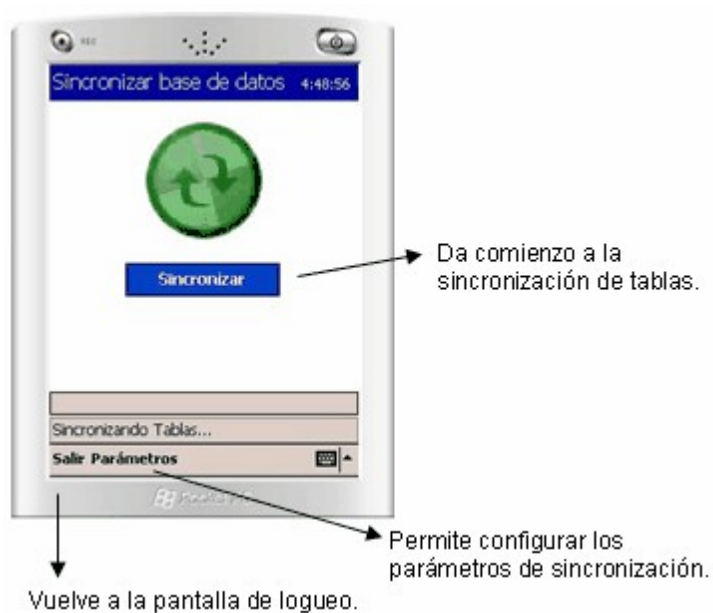 REC
Sincronizar base de datos 4:48:56
Sincronizar
Da comienzo a la
sincronización de tablas.
Sincronizando Tablas...
Salir Parámetros
Permite configurar los
parámetros de sincronización.
Vuelve a la pantalla de logueo.